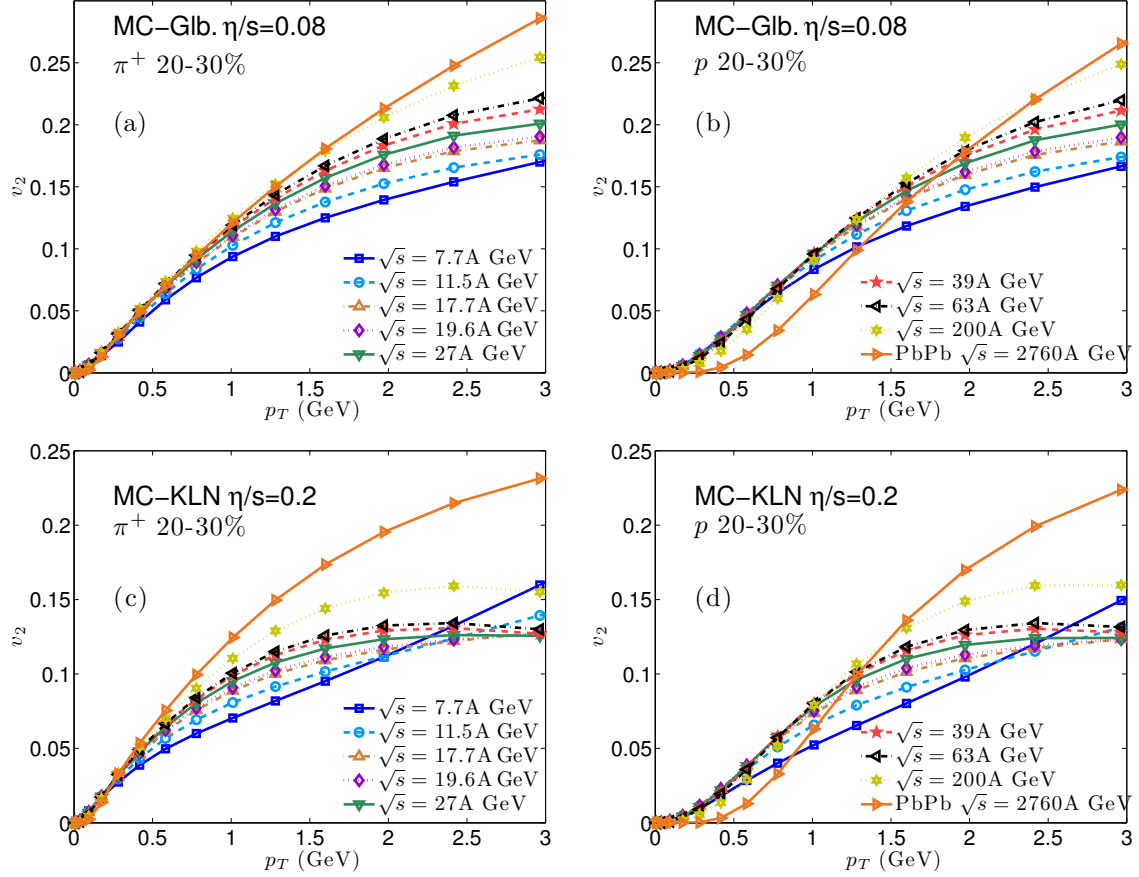 MC−Glb. η/s=0.08
π⁺ 20-30%
(a)
v₂
0.25
0.2
0.15
0.1
0.05
0
√s = 7.7A GeV
√s = 11.5A GeV
√s = 17.7A GeV
√s = 19.6A GeV
√s = 27A GeV
0 0.5 1 1.5 2 2.5 3
p_T (GeV)
MC−Glb. η/s=0.08
p 20-30%
(b)
v₂
0.25
0.2
0.15
0.1
0.05
0
√s = 39A GeV
√s = 63A GeV
√s = 200A GeV
PbPb √s = 2760A GeV
0 0.5 1 1.5 2 2.5 3
p_T (GeV)
MC−KLN η/s=0.2
π⁺ 20-30%
(c)
v₂
0.25
0.2
0.15
0.1
0.05
0
√s = 7.7A GeV
√s = 11.5A GeV
√s = 17.7A GeV
√s = 19.6A GeV
√s = 27A GeV
0 0.5 1 1.5 2 2.5 3
p_T (GeV)
MC−KLN η/s=0.2
p 20-30%
(d)
v₂
0.25
0.2
0.15
0.1
0.05
0
√s = 39A GeV
√s = 63A GeV
√s = 200A GeV
PbPb √s = 2760A GeV
0 0.5 1 1.5 2 2.5 3
p_T (GeV)